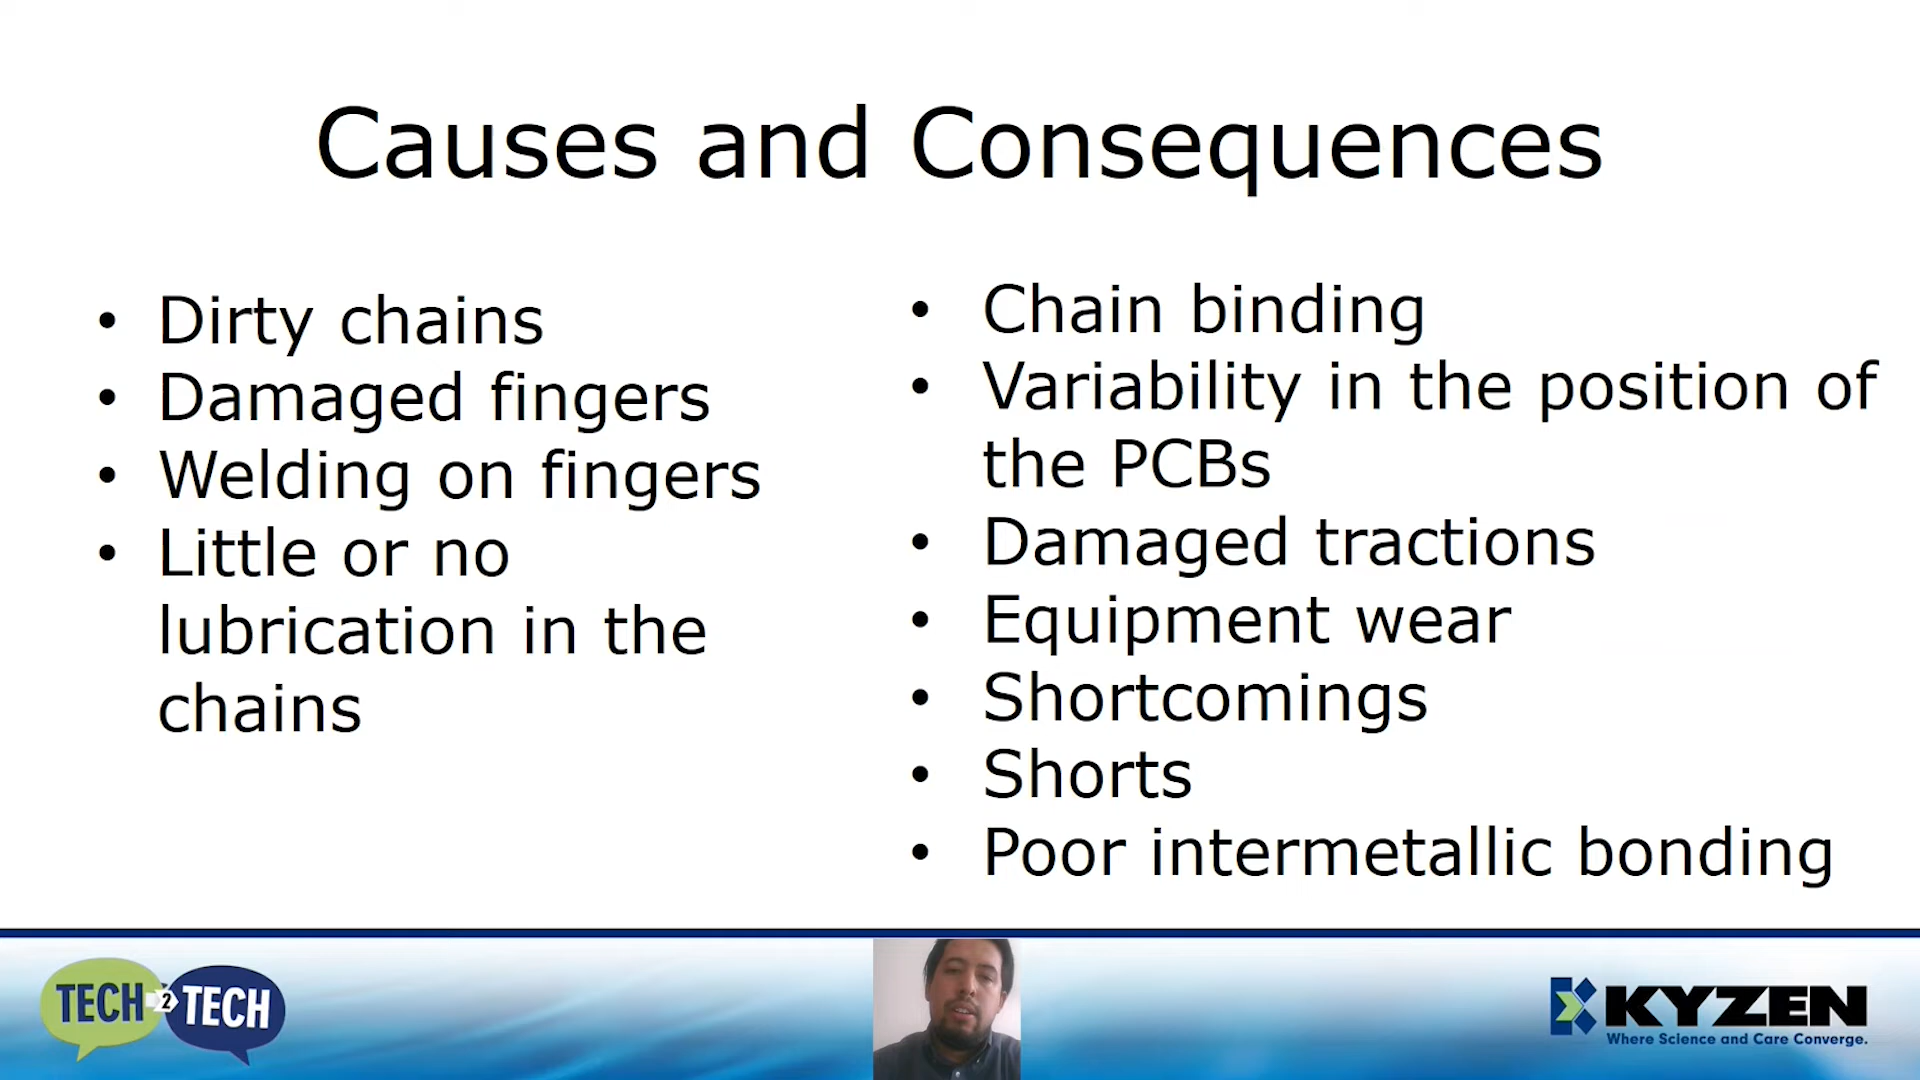 Causes and Consequences
• Dirty chains
• Damaged fingers
• Welding on fingers
• Little or no
lubrication in the
chains
• Chain binding
• Variability in the position of
the PCBs
• Damaged tractions
• Equipment wear
• Shortcomings
• Shorts
• Poor intermetallic bonding
TECH 2 TECH
KYZEN
Where Science and Care Converge.